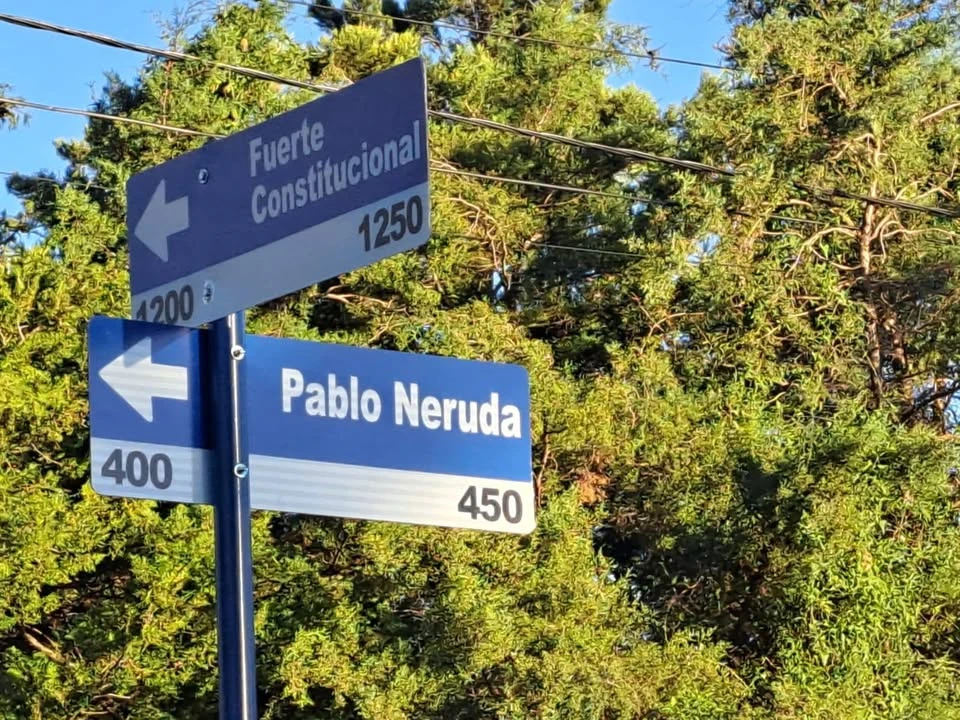 Fuerte
Constitucional
1200 1250
Pablo Neruda
400 450